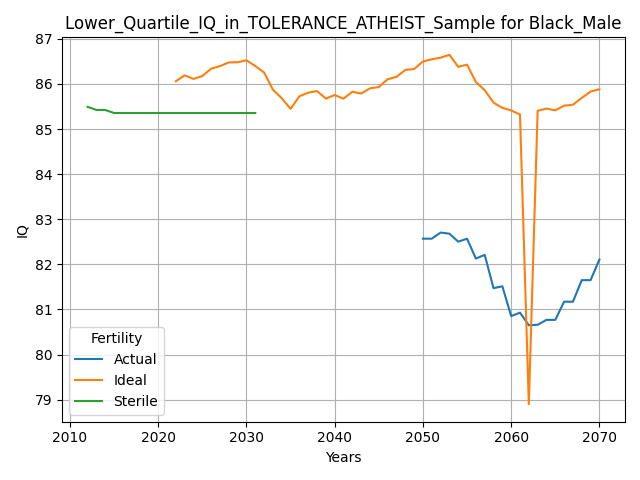 Lower_Quartile_IQ_in_TOLERANCE_ATHEIST_Sample for Black_Male
87
86
85
84
83
82
81
80
79
IQ
Fertility
Actual
Ideal
Sterile
2010 2020 2030 2040 2050 2060 2070
Years